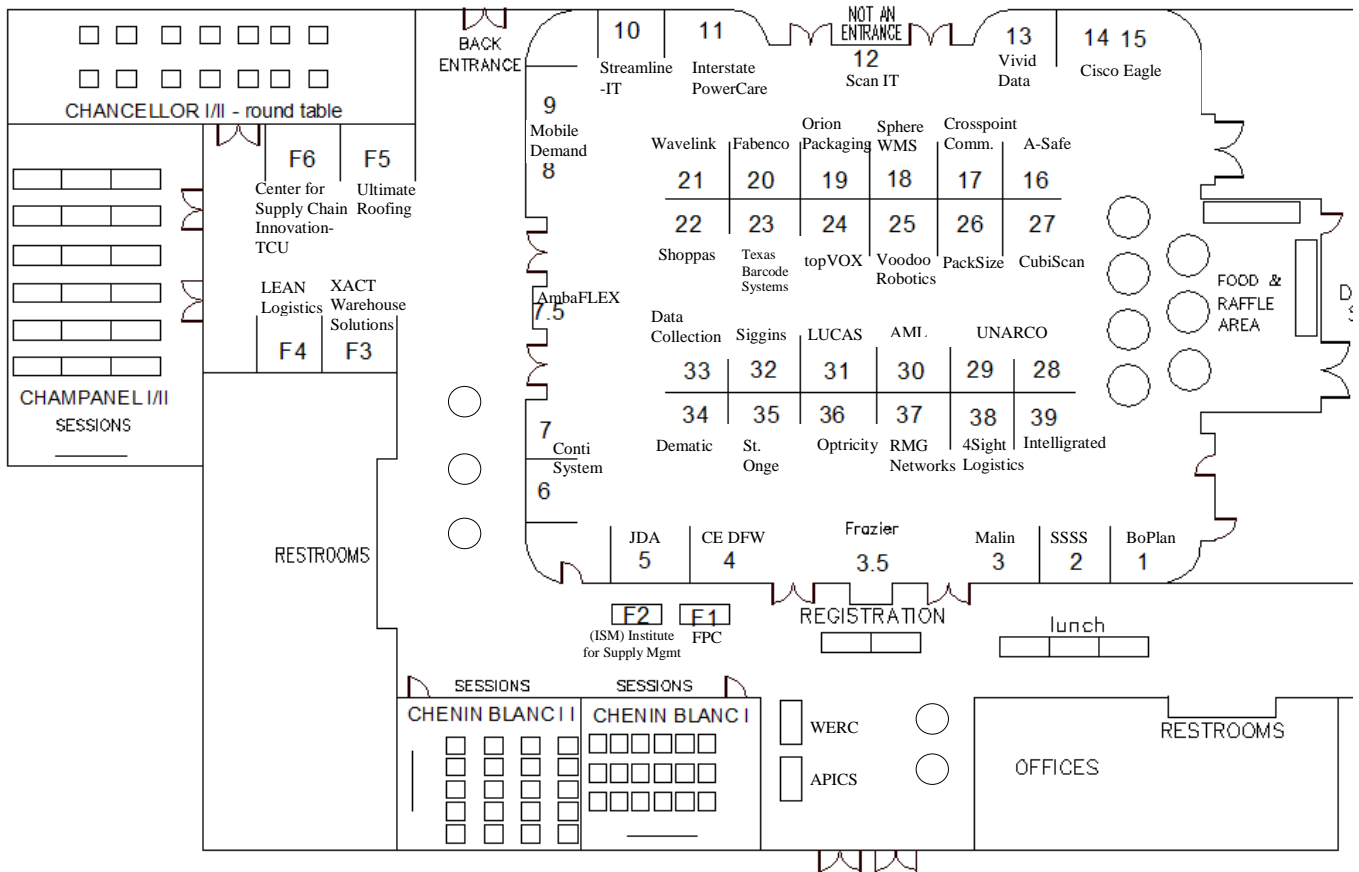 NOT AN
ENTRANCE
BACK
ENTRANCE
10
Streamline
-IT
11
Interstate
PowerCare
12
Scan IT
13
Vivid
Data
14 15
Cisco Eagle
CHANCELLOR I/II - round table
9
Mobile
Demand
8
F6
Center for
Supply Chain
Innovation-
TCU
F5
Ultimate
Roofing
Wavelink
Fabenco
Orion
Packaging
Sphere
WMS
Crosspoint
Comm.
A-Safe
21 20 19 18 17 16
22 23 24 25 26 27
Shoppas
Texas
Barcode
Systems
topVOX
Voodoo
Robotics
PackSize
CubiScan
FOOD &
RAFFLE
AREA
D
S
LEAN
Logistics
F4
XACT
Warehouse
Solutions
F3
AmbaFLEX
7.5
Data
Collection
Siggins
LUCAS
AML
UNARCO
33 32 31 30 29 28
34 35 36 37 38 39
Dematic
St.
Onge
Optricity
RMG
Networks
4Sight
Logistics
Intelligrated
CHAMPANEL I/II
SESSIONS
7
Conti
System
6
RESTROOMS
JDA
5
CE DFW
4
Frazier
3.5
Malin
3
SSSS
2
BoPlan
1
F2
(ISM) Institute
for Supply Mgmt
F1
FPC
REGISTRATION
lunch
SESSIONS
CHENIN BLANC I I
SESSIONS
CHENIN BLANC I
WERC
APICS
OFFICES
RESTROOMS